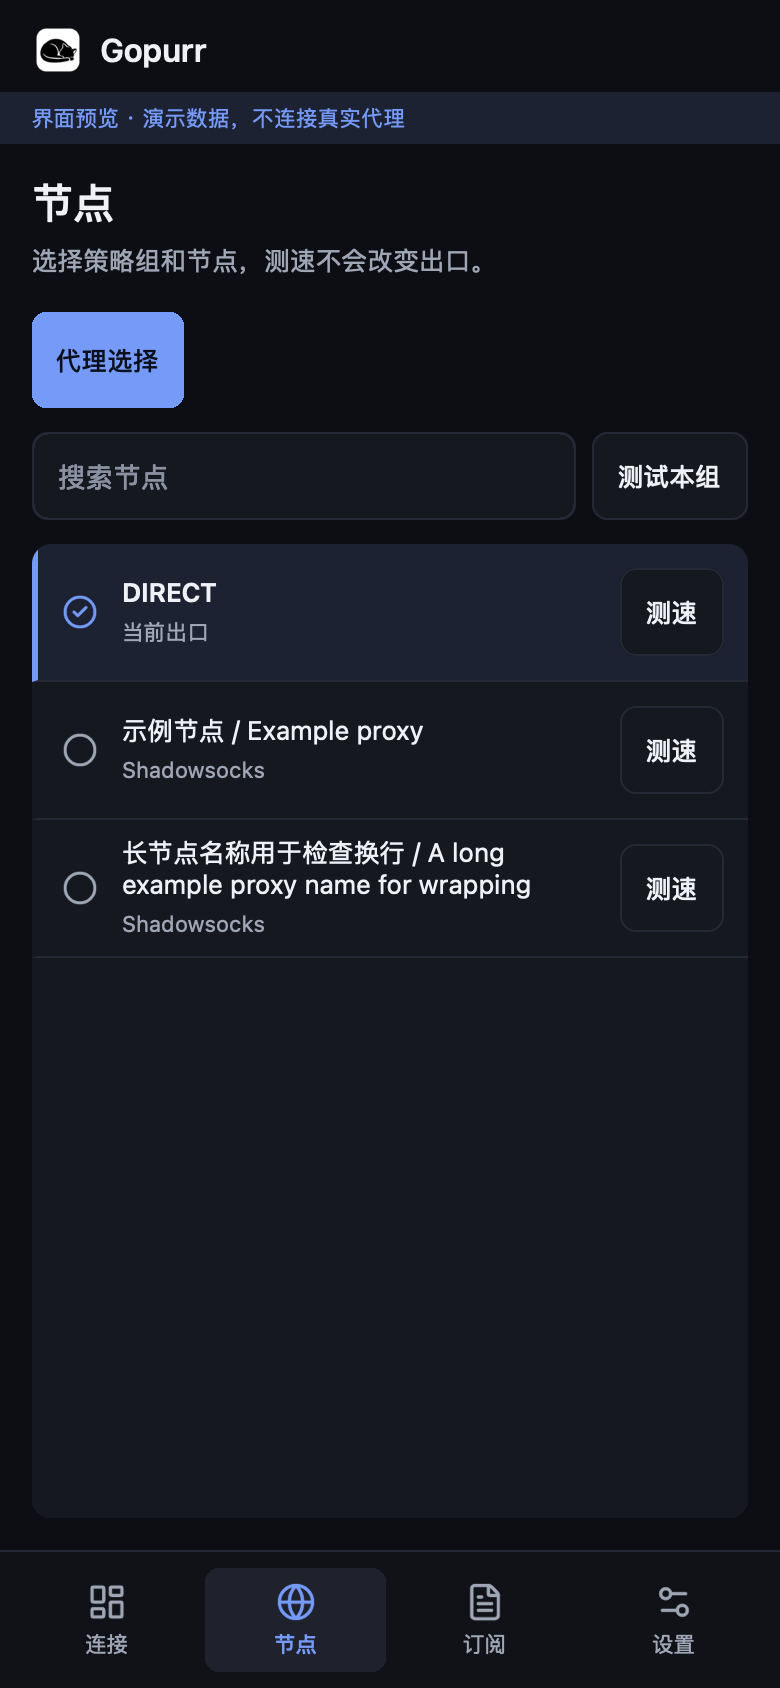 Gopurr
界面预览 · 演示数据，不连接真实代理
节点
选择策略组和节点，测速不会改变出口。
代理选择
搜索节点
测试本组
DIRECT
当前出口
测速
示例节点 / Example proxy
Shadowsocks
测速
长节点名称用于检查换行 / A long
example proxy name for wrapping
Shadowsocks
测速
连接
节点
订阅
设置